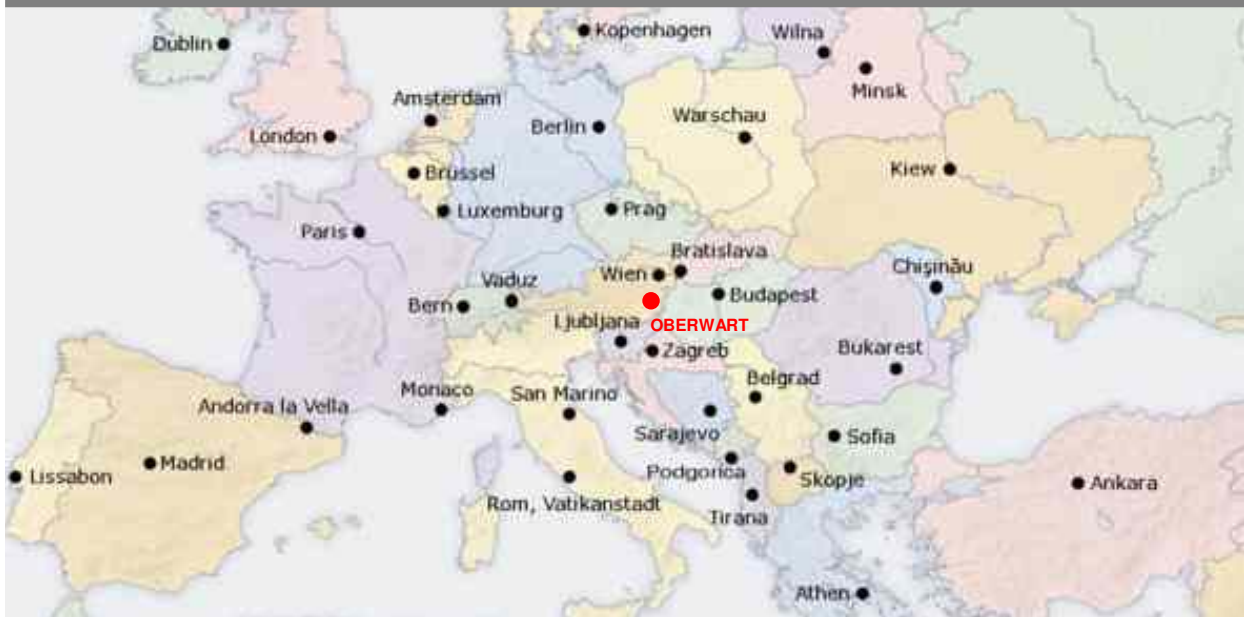 Kopenhagen
Wilna
Dublin
Minsk
Amsterdam
Warschau
Berlin
London
Kiew
Brüssel
Luxemburg
Prag
Paris
Bratislava
Wien
Chişinău
Vaduz
Budapest
Bern
Ljubljana
OBERWART
Zagreb
Bukarest
Belgrad
Monaco
San Marino
Andorra la Vella
Sarajevo
Sofia
Madrid
Lissabon
Podgorica
Skopje
Ankara
Rom, Vatikanstadt
Tirana
Athen